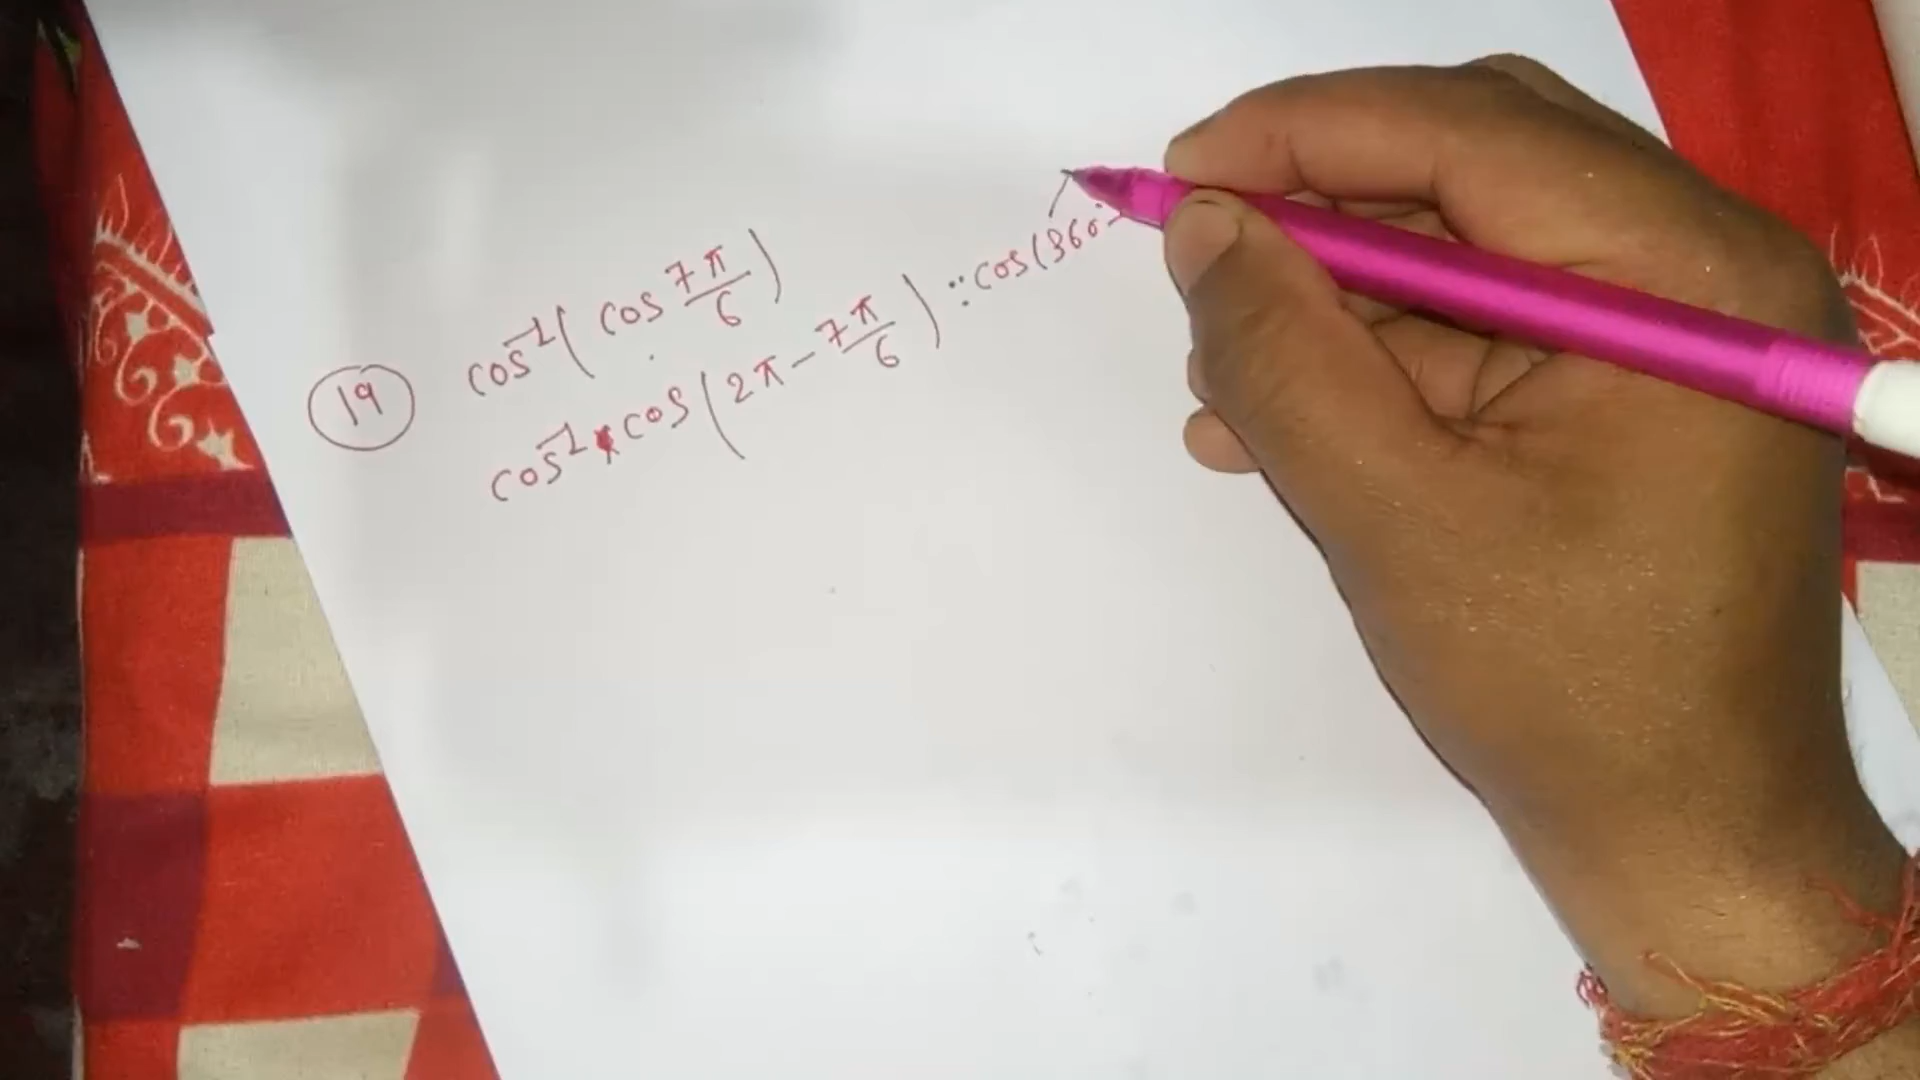 19 cos⁻¹( cos 7π/6 )
cos⁻¹ cos( 2π − 7π/6 ) ∵ cos(360°−